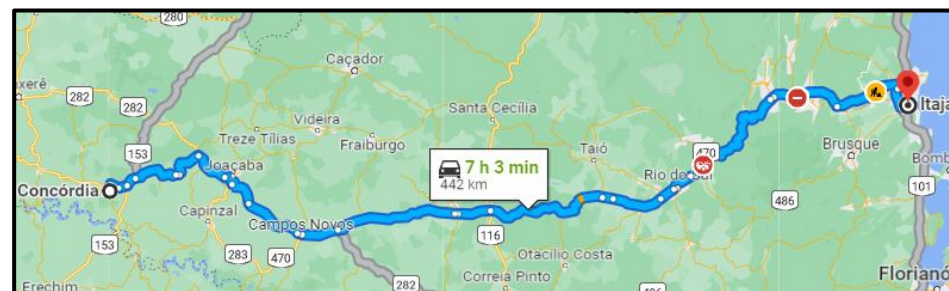 280
Caçador
282
282
Santa Cecília
Itaja
Videira
Treze Tílias
153
Fraiburgo
470
Taió
Brusque
Joaçaba
7 h 3 min
442 km
Concórdia
Rio do Sul
101
Capinzal
486
Campos Novos
153
116
283
470
Otacílio Costa
Correia Pinto
282
Florianó